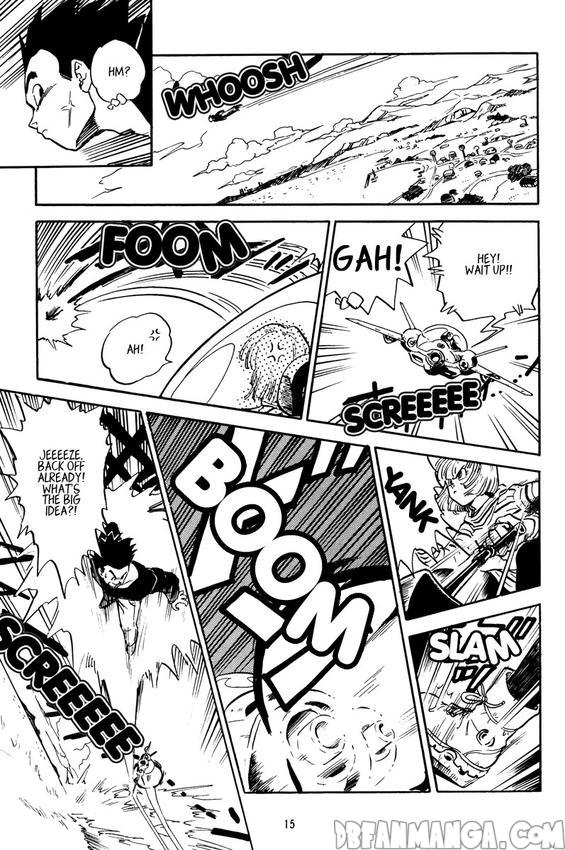 WHOOSH
HM?
HEY!
WAIT UP!!
GAH!
SCREEEEE
FOOM
AH!
YANK
SLAM
BOOM!!
JEEEEZE,
BACK OFF
ALREADY!
WHAT'S
THE BIG
IDEA?!
SCREEEEEE
15
DBFANMANGA.COM